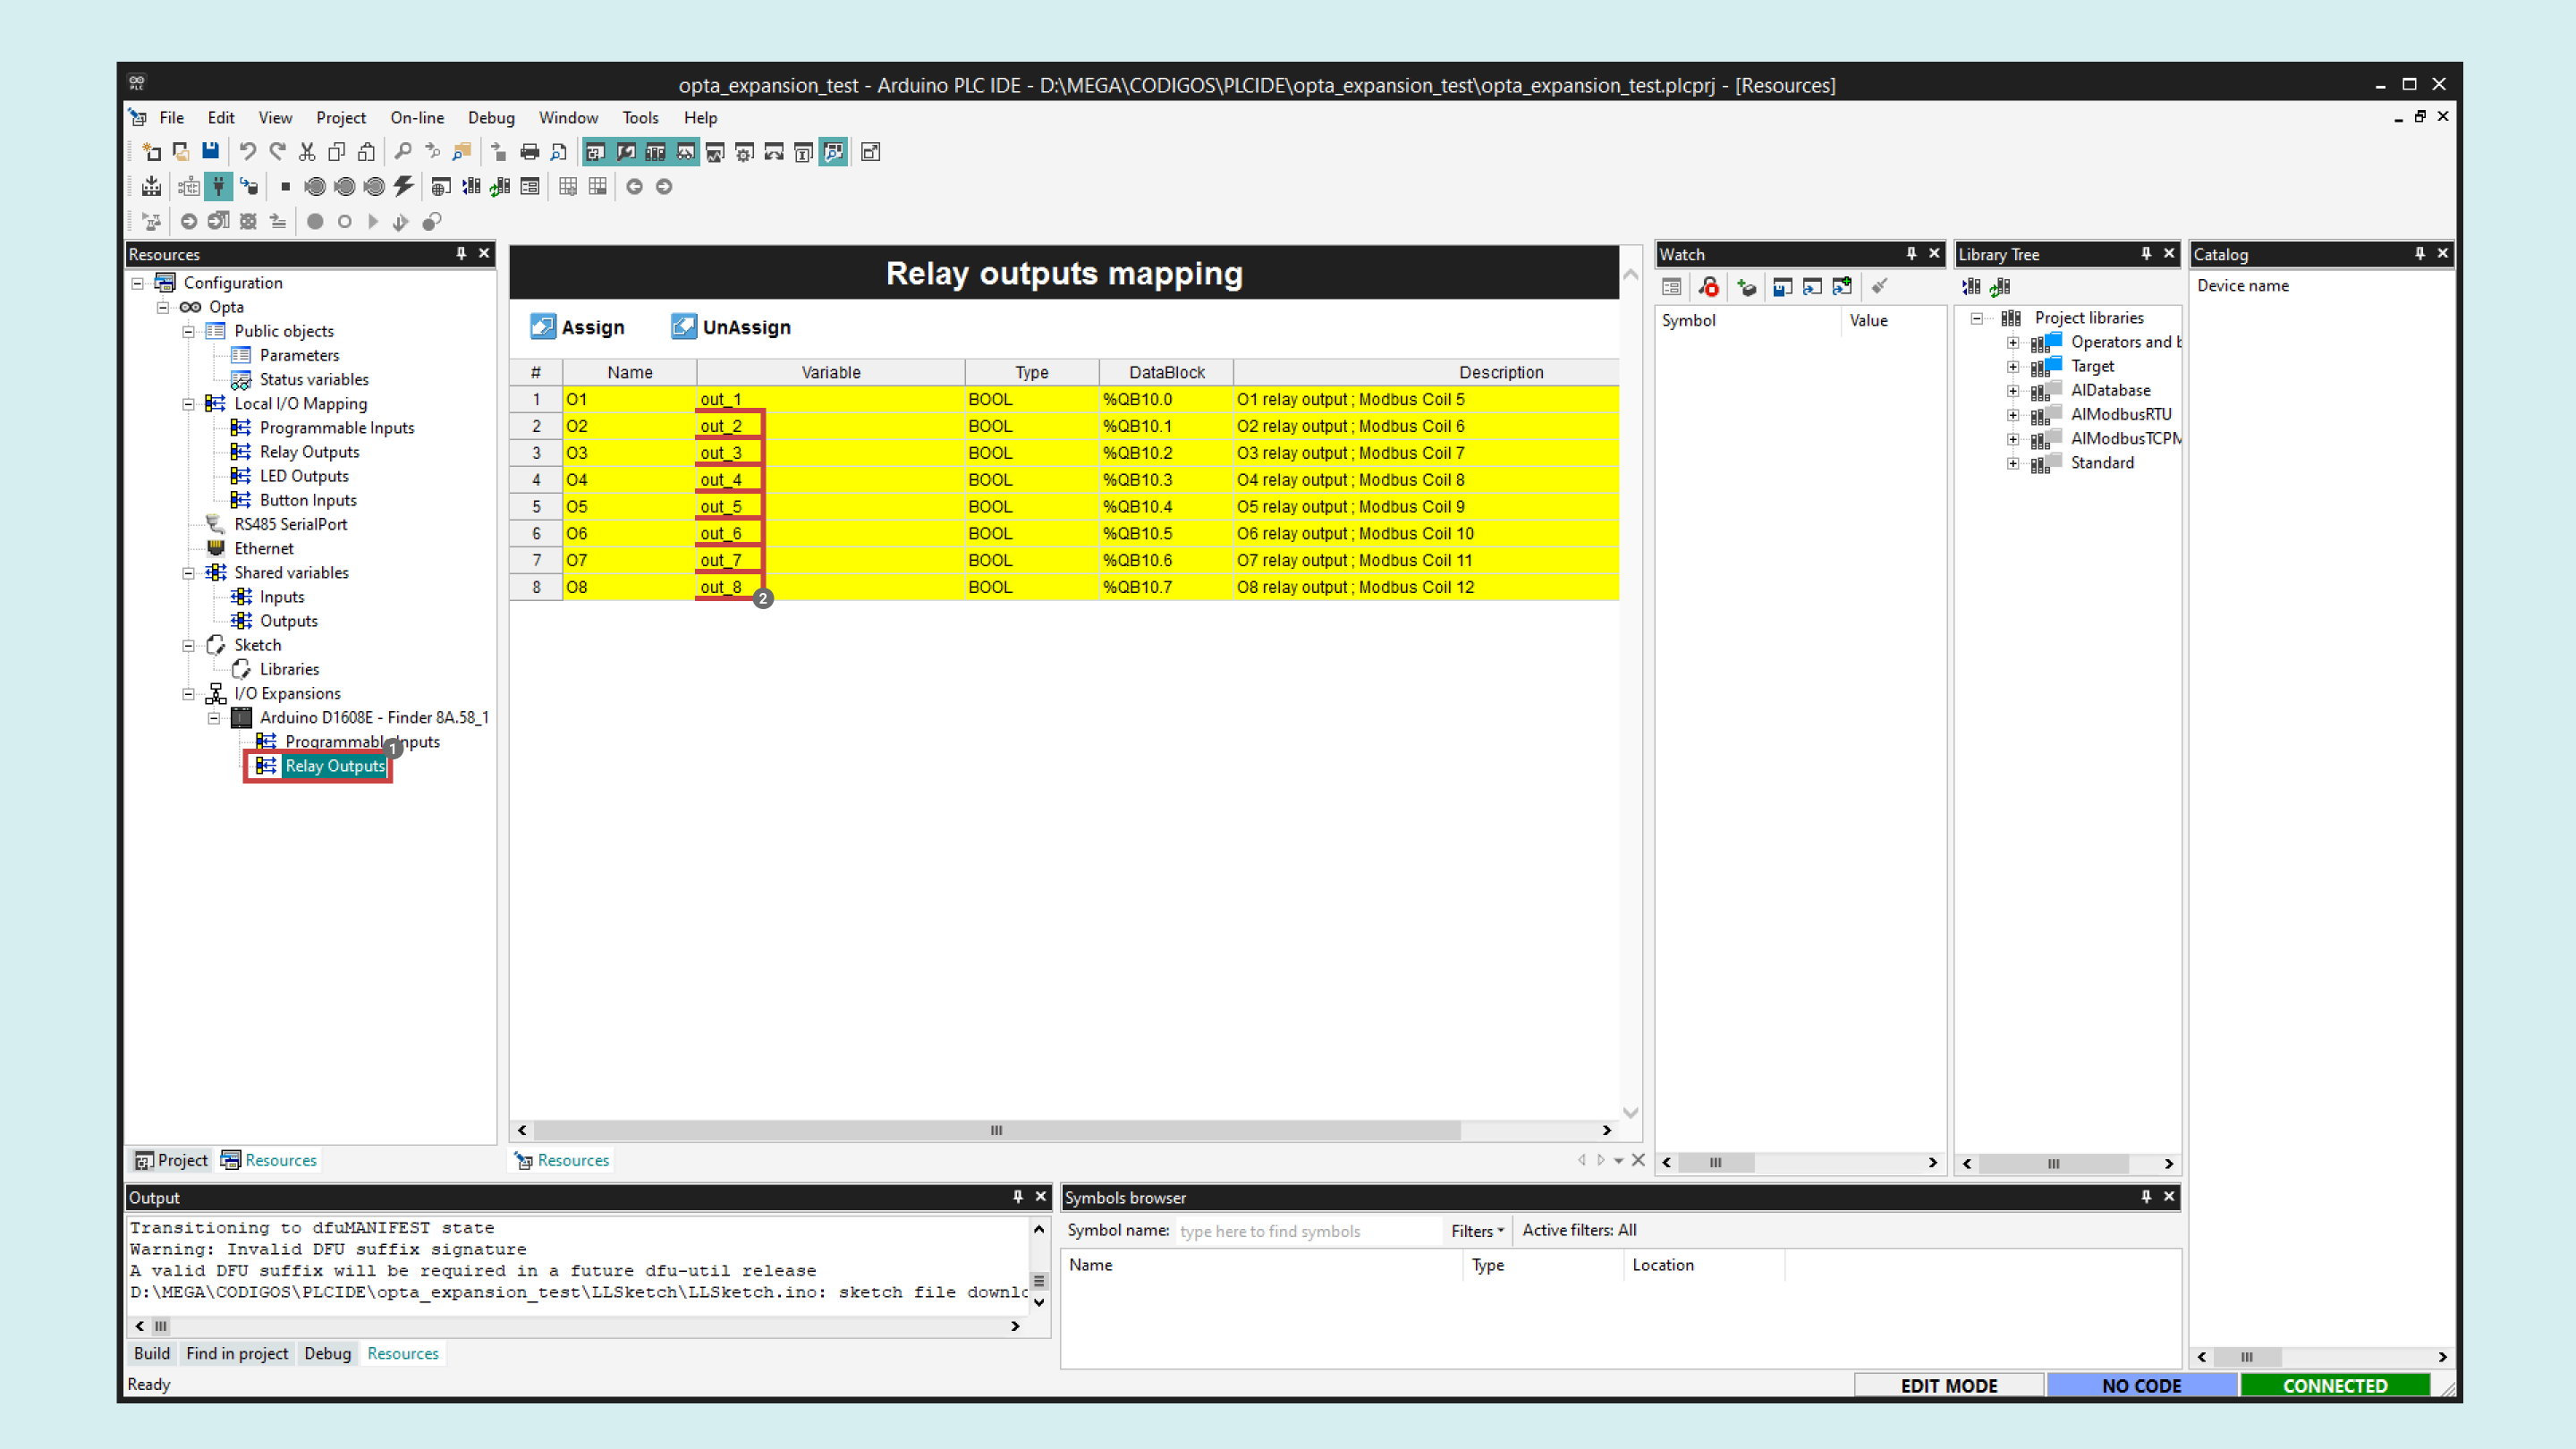 opta_expansion_test - Arduino PLC IDE - D:\MEGA\CODIGOS\PLCIDE\opta_expansion_test\opta_expansion_test.plcprj - [Resources]
File Edit View Project On-line Debug Window Tools Help
Resources
Configuration
Opta
Public objects
Parameters
Status variables
Local I/O Mapping
Programmable Inputs
Relay Outputs
LED Outputs
Button Inputs
RS485 SerialPort
Ethernet
Shared variables
Inputs
Outputs
Sketch
Libraries
I/O Expansions
Arduino D1608E - Finder 8A.58_1
Programmable Inputs
1
Relay Outputs
Project Resources
Relay outputs mapping
Assign UnAssign
# Name Variable Type DataBlock Description
1 O1 out_1 BOOL %QB10.0 O1 relay output ; Modbus Coil 5
2 O2 out_2 BOOL %QB10.1 O2 relay output ; Modbus Coil 6
3 O3 out_3 BOOL %QB10.2 O3 relay output ; Modbus Coil 7
4 O4 out_4 BOOL %QB10.3 O4 relay output ; Modbus Coil 8
5 O5 out_5 BOOL %QB10.4 O5 relay output ; Modbus Coil 9
6 O6 out_6 BOOL %QB10.5 O6 relay output ; Modbus Coil 10
7 O7 out_7 BOOL %QB10.6 O7 relay output ; Modbus Coil 11
8 O8 out_8 BOOL %QB10.7 O8 relay output ; Modbus Coil 12
2
Resources
Watch
Symbol Value
Library Tree
Project libraries
Operators and b
Target
AlDatabase
AlModbusRTU
AlModbusTCPM
Standard
Catalog
Device name
Output
Transitioning to dfuMANIFEST state
Warning: Invalid DFU suffix signature
A valid DFU suffix will be required in a future dfu-util release
D:\MEGA\CODIGOS\PLCIDE\opta_expansion_test\LLSketch\LLSketch.ino: sketch file downlo
Build Find in project Debug Resources
Symbols browser
Symbol name: type here to find symbols Filters Active filters: All
Name Type Location
Ready
EDIT MODE NO CODE CONNECTED